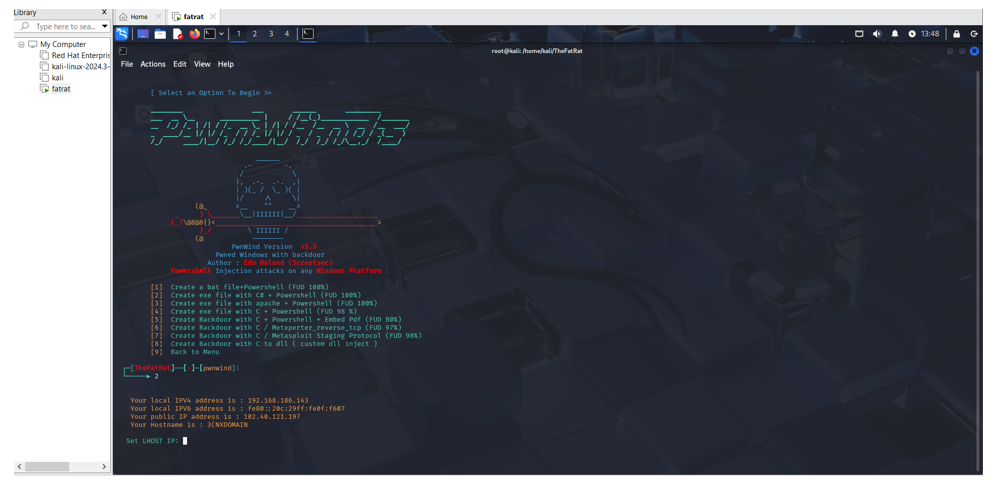 Library
Type here to sea...
My Computer
Red Hat Enterpris
kali-linux-2024.3-
kali
fatrat
Home
fatrat
1 2 3 4
13:48
root@kali: /home/kali/TheFatRat
File Actions Edit View Help
[ Select an Option To Begin >>
PwnWind Version v1.5
Pwned Windows with backdoor
Author : Edo Maland (Screetsec)
Powershell Injection attacks on any Windows Platform
[1] Create a bat file+Powershell (FUD 100%)
[2] Create exe file with C# + Powershell (FUD 100%)
[3] Create exe file with apache + Powershell (FUD 100%)
[4] Create exe file with C + Powershell (FUD 98 %)
[5] Create Backdoor with C + Powershell + Embed Pdf (FUD 80%)
[6] Create Backdoor with C / Meteperter_reverse_tcp (FUD 97%)
[7] Create Backdoor with C / Metasploit Staging Protocol (FUD 98%)
[8] Create Backdoor with C to dll ( custom dll inject )
[9] Back to Menu
[TheFatRat]—[~]-[pwnwind]:
2
Your local IPV4 address is : 192.168.186.143
Your local IPV6 address is : fe80::20c:29ff:fe0f:f607
Your public IP address is : 102.40.121.197
Your Hostname is : 3(NXDOMAIN
Set LHOST IP: